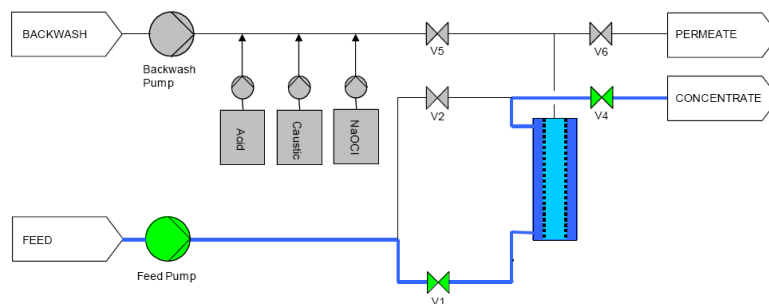 BACKWASH
Backwash
Pump
V5
V6
PERMEATE
Acid
Caustic
NaOCl
V2
V4
CONCENTRATE
FEED
Feed Pump
V1